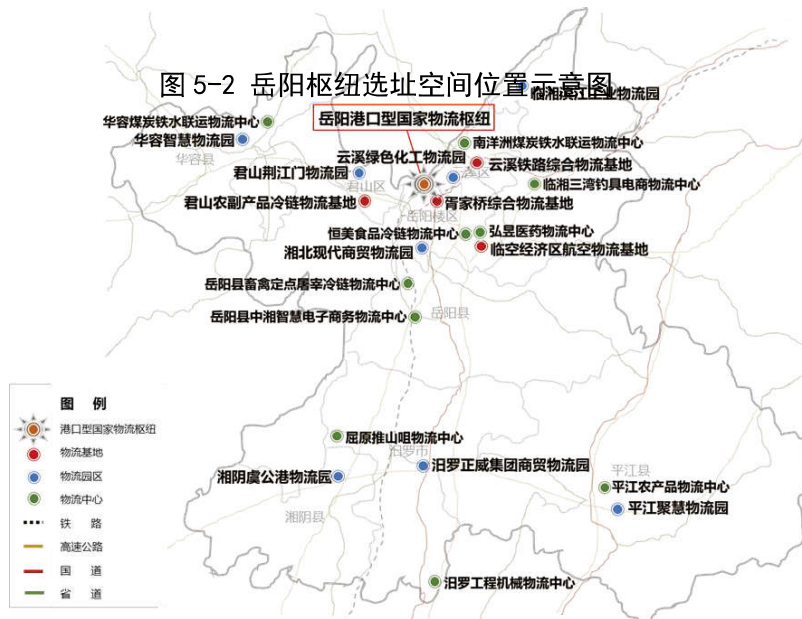 图 5-2 岳阳枢纽选址空间位置示意图
临湘滨江工业物流园
岳阳港口型国家物流枢纽
华容煤炭铁水联运物流中心
华容智慧物流园
华容县
南洋洲煤炭铁水联运物流中心
云溪绿色化工物流园
云溪铁路综合物流基地
君山荆江门物流园
君山区
临湘三湾钓具电商物流中心
君山农副产品冷链物流基地
胥家桥综合物流基地
岳阳楼区
恒美食品冷链物流中心
弘昱医药物流中心
湘北现代商贸物流园
临空经济区航空物流基地
岳阳县畜禽定点屠宰冷链物流中心
岳阳县中湘智慧电子商务物流中心
岳阳县
图 例
港口型国家物流枢纽
物流基地
物流园区
物流中心
铁 路
高速公路
国 道
省 道
屈原推山咀物流中心
汨罗市
汨罗正威集团商贸物流园
湘阴虞公港物流园
湘阴县
平江县
平江农产品物流中心
平江聚慧物流园
汨罗工程机械物流中心